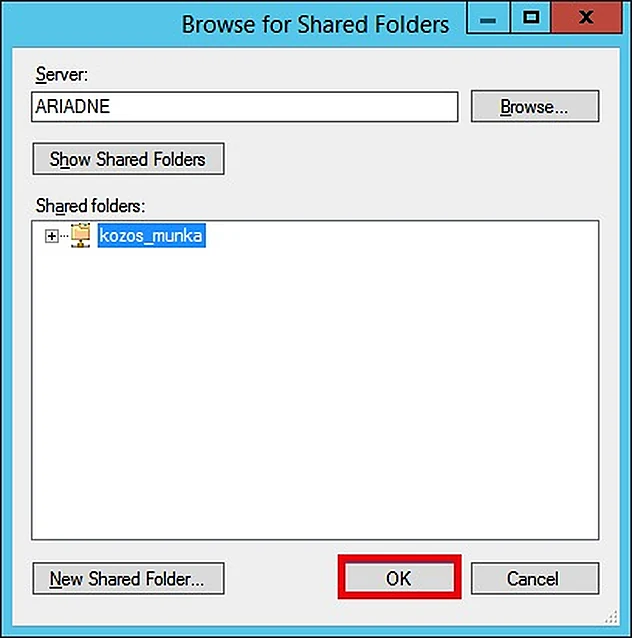 Browse for Shared Folders
Server:
ARIADNE
Browse...
Show Shared Folders
Shared folders:
kozos_munka
New Shared Folder...
OK
Cancel